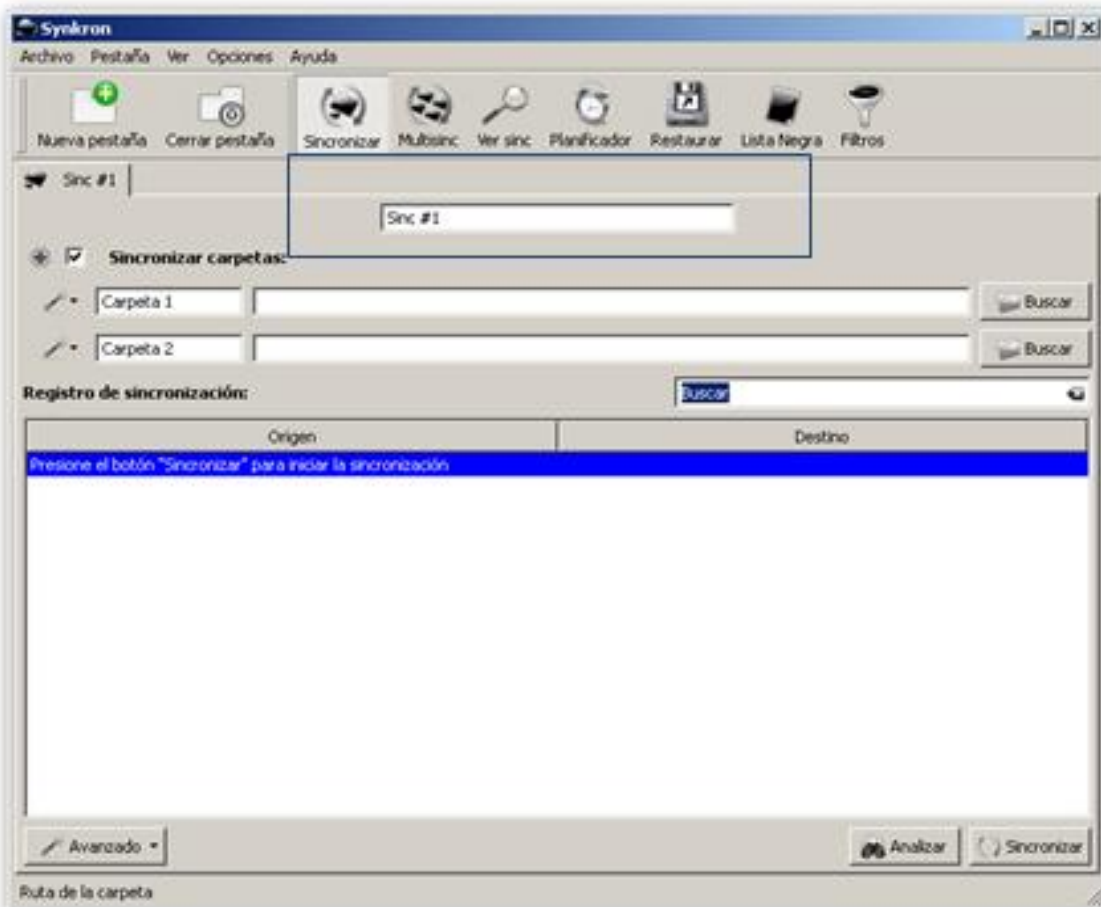 Synkron
Archivo Pestaña Ver Opciones Ayuda
Nueva pestaña Cerrar pestaña Sincronizar Multisinc Ver sinc Planificador Restaurar Lista Negra Filtros
Sinc #1
Sinc #1
Sincronizar carpetas:
Carpeta 1 Buscar
Carpeta 2 Buscar
Registro de sincronización: Buscar
Origen Destino
Presione el botón "Sincronizar" para iniciar la sincronización
Avanzado Analizar Sincronizar
Ruta de la carpeta